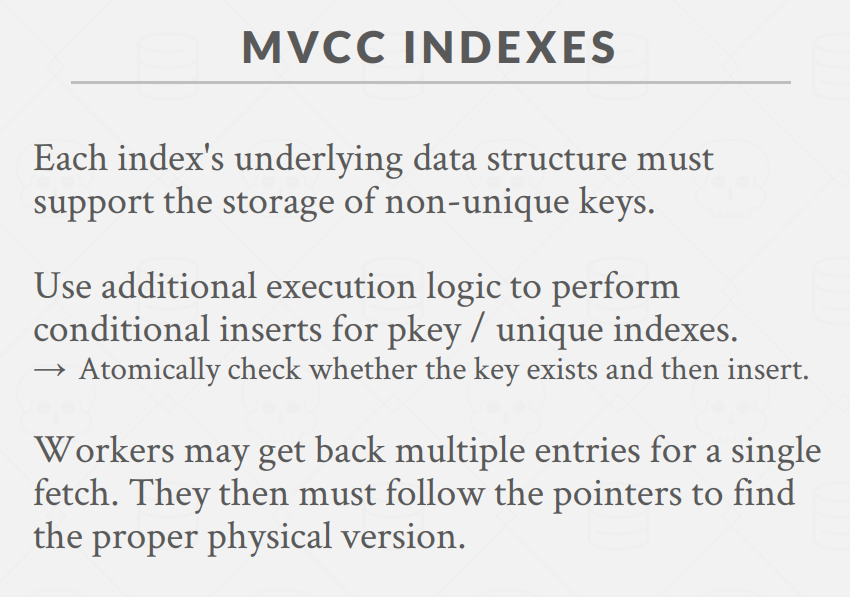 MVCC INDEXES
Each index's underlying data structure must
support the storage of non-unique keys.
Use additional execution logic to perform
conditional inserts for pkey / unique indexes.
→ Atomically check whether the key exists and then insert.
Workers may get back multiple entries for a single
fetch. They then must follow the pointers to find
the proper physical version.